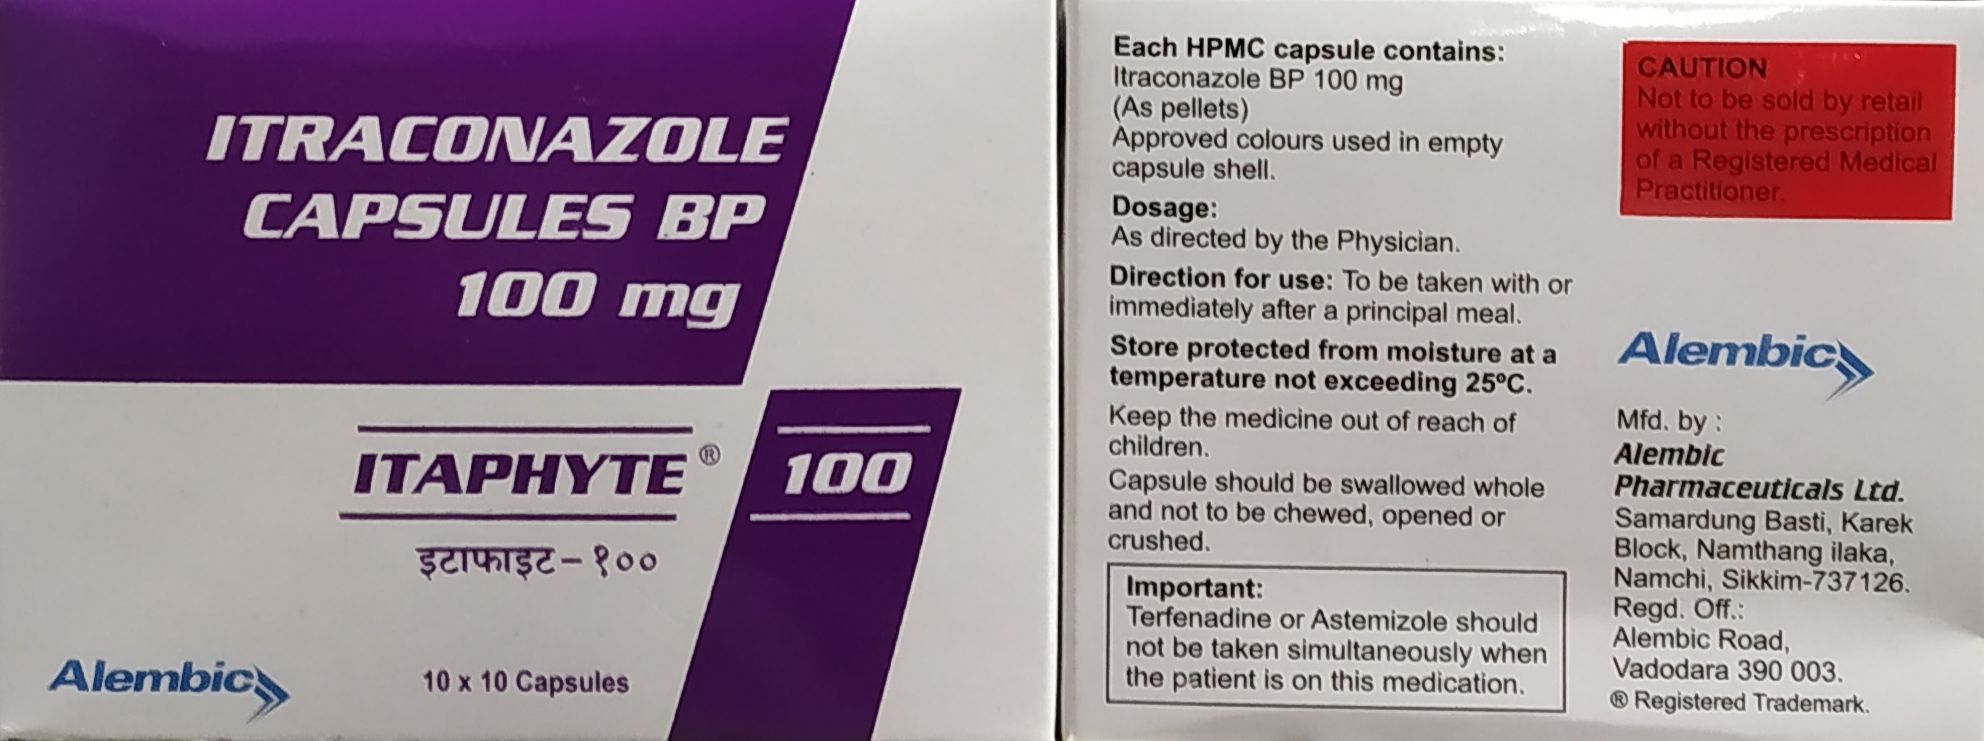 ITRACONAZOLE
CAPSULES BP
100 mg
ITAPHYTE ® 100
इटाफाइट–१००
Alembic
10 x 10 Capsules
Each HPMC capsule contains:
Itraconazole BP 100 mg
(As pellets)
Approved colours used in empty
capsule shell.
Dosage:
As directed by the Physician.
Direction for use: To be taken with or
immediately after a principal meal.
Store protected from moisture at a
temperature not exceeding 25ºC.
Keep the medicine out of reach of
children.
Capsule should be swallowed whole
and not to be chewed, opened or
crushed.
Important:
Terfenadine or Astemizole should
not be taken simultaneously when
the patient is on this medication.
CAUTION
Not to be sold by retail
without the prescription
of a Registered Medical
Practitioner.
Alembic
Mfd. by :
Alembic
Pharmaceuticals Ltd.
Samardung Basti, Karek
Block, Namthang ilaka,
Namchi, Sikkim-737126.
Regd. Off.:
Alembic Road,
Vadodara 390 003.
® Registered Trademark.